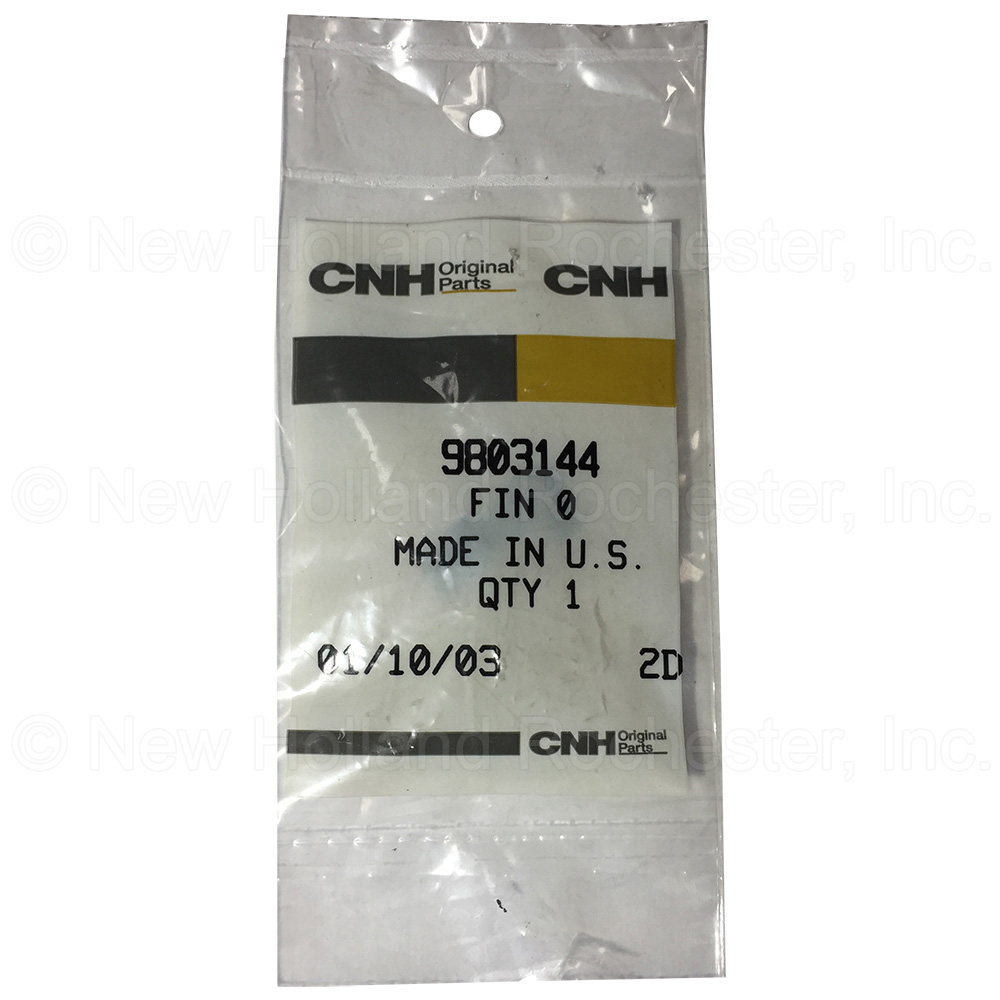 © New Holland Rochester, Inc.
CNH Original Parts CNH
9803144
© New Holland Rochester, Inc.
FIN 0
MADE IN U.S.
QTY 1
01/10/03 2D
© New Holland Rochester, Inc.
CNH Original Parts